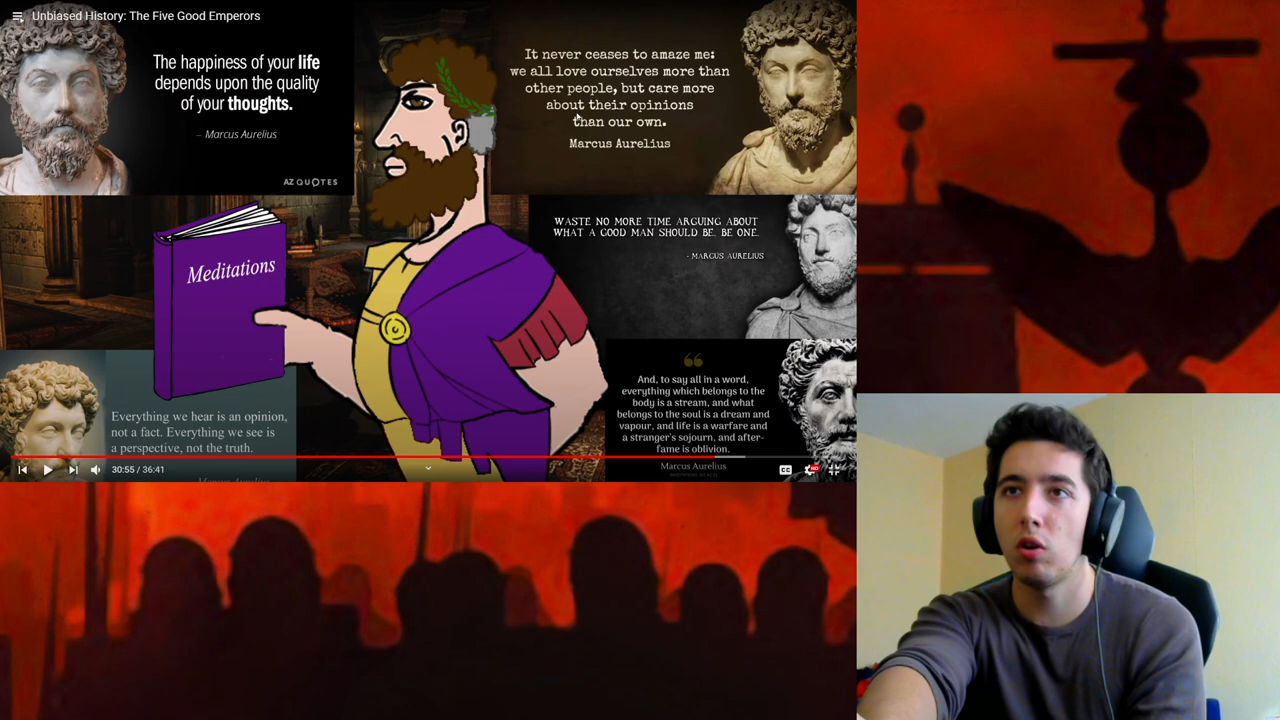 Unbiased History: The Five Good Emperors
The happiness of your life
depends upon the quality
of your thoughts.
– Marcus Aurelius
AZ QUOTES
It never ceases to amaze me:
we all love ourselves more than
other people, but care more
about their opinions
than our own.
Marcus Aurelius
WASTE NO MORE TIME ARGUING ABOUT
WHAT A GOOD MAN SHOULD BE. BE ONE.
- MARCUS AURELIUS
Meditations
Everything we hear is an opinion,
not a fact. Everything we see is
a perspective, not the truth.
“
And, to say all in a word,
everything which belongs to the
body is a stream, and what
belongs to the soul is a dream and
vapour, and life is a warfare and
a stranger's sojourn, and after-
fame is oblivion.
Marcus Aurelius
30:55 / 36:41
CC
HD